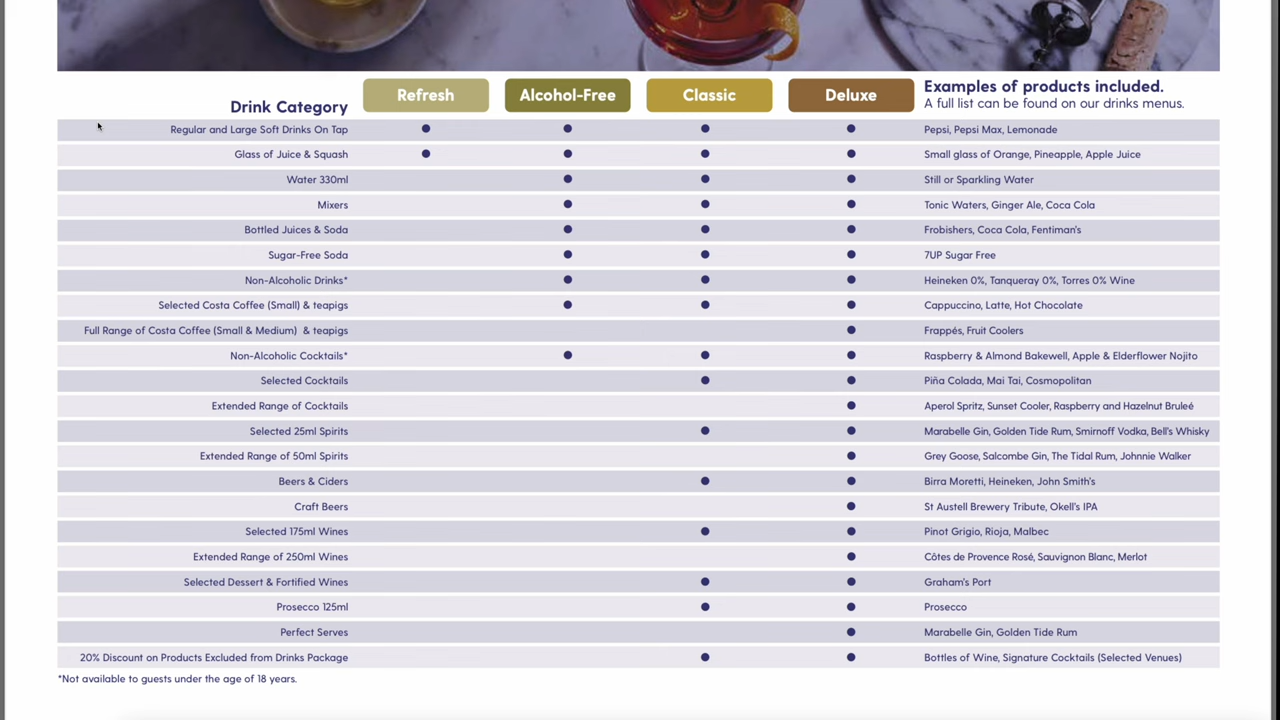 Drink Category Refresh Alcohol-Free Classic Deluxe Examples of products included.
A full list can be found on our drinks menus.
Regular and Large Soft Drinks On Tap ● ● ● ● Pepsi, Pepsi Max, Lemonade
Glass of Juice & Squash ● ● ● ● Small glass of Orange, Pineapple, Apple Juice
Water 330ml ● ● ● Still or Sparkling Water
Mixers ● ● ● Tonic Waters, Ginger Ale, Coca Cola
Bottled Juices & Soda ● ● ● Frobishers, Coca Cola, Fentiman's
Sugar-Free Soda ● ● ● 7UP Sugar Free
Non-Alcoholic Drinks* ● ● ● Heineken 0%, Tanqueray 0%, Torres 0% Wine
Selected Costa Coffee (Small) & teapigs ● ● ● Cappuccino, Latte, Hot Chocolate
Full Range of Costa Coffee (Small & Medium) & teapigs ● Frappés, Fruit Coolers
Non-Alcoholic Cocktails* ● ● ● Raspberry & Almond Bakewell, Apple & Elderflower Nojito
Selected Cocktails ● ● Piña Colada, Mai Tai, Cosmopolitan
Extended Range of Cocktails ● Aperol Spritz, Sunset Cooler, Raspberry and Hazelnut Bruleé
Selected 25ml Spirits ● ● Marabelle Gin, Golden Tide Rum, Smirnoff Vodka, Bell's Whisky
Extended Range of 50ml Spirits ● Grey Goose, Salcombe Gin, The Tidal Rum, Johnnie Walker
Beers & Ciders ● ● Birra Moretti, Heineken, John Smith's
Craft Beers ● St Austell Brewery Tribute, Okell's IPA
Selected 175ml Wines ● ● Pinot Grigio, Rioja, Malbec
Extended Range of 250ml Wines ● Côtes de Provence Rosé, Sauvignon Blanc, Merlot
Selected Dessert & Fortified Wines ● ● Graham's Port
Prosecco 125ml ● ● Prosecco
Perfect Serves ● Marabelle Gin, Golden Tide Rum
20% Discount on Products Excluded from Drinks Package ● ● Bottles of Wine, Signature Cocktails (Selected Venues)
*Not available to guests under the age of 18 years.